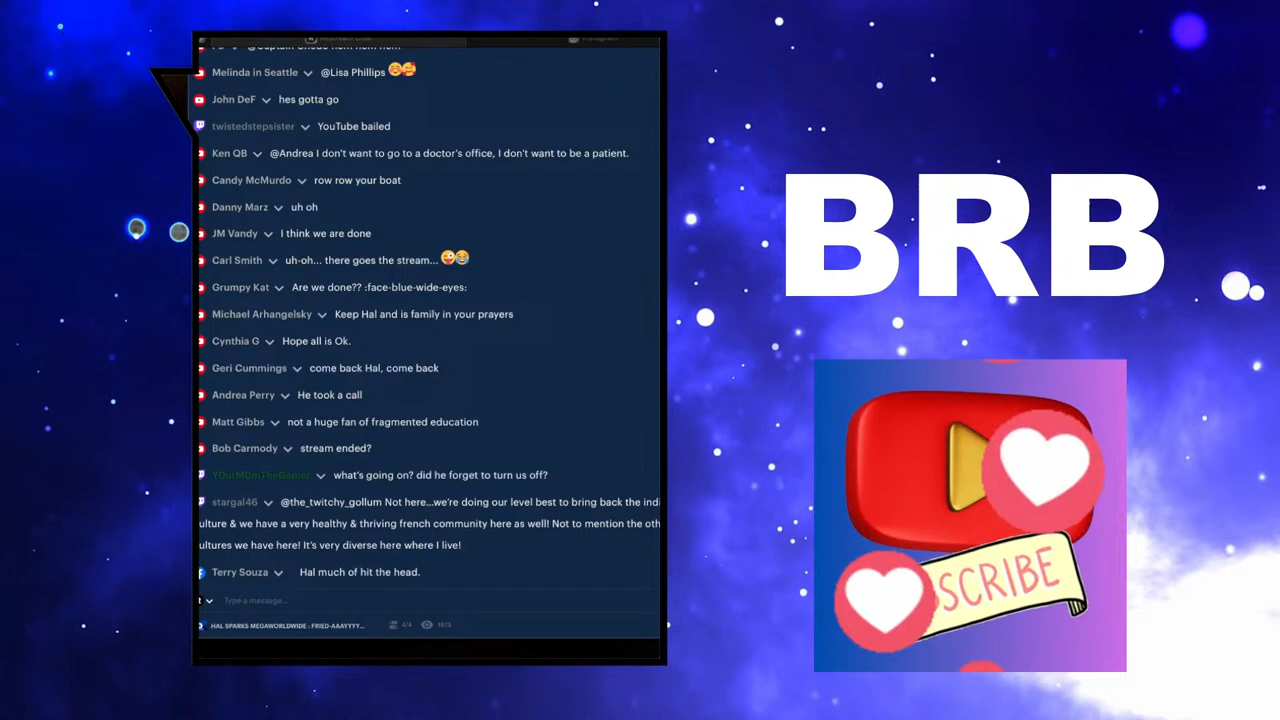 Melinda in Seattle @Lisa Phillips ☺️🥰
John DeF hes gotta go
twistedstepsister YouTube bailed
Ken QB @Andrea I don't want to go to a doctor's office, I don't want to be a patient.
Candy McMurdo row row your boat
Danny Marz uh oh
JM Vandy I think we are done
Carl Smith uh-oh... there goes the stream... 😜😂
Grumpy Kat Are we done?? :face-blue-wide-eyes:
Michael Arhangelsky Keep Hal and is family in your prayers
Cynthia G Hope all is Ok.
Geri Cummings come back Hal, come back
Andrea Perry He took a call
Matt Gibbs not a huge fan of fragmented education
Bob Carmody stream ended?
Y0urM0mTheGamer what's going on? did he forget to turn us off?
stargal46 @the_twitchy_gollum Not here...we're doing our level best to bring back the indi
ulture & we have a very healthy & thriving french community here as well! Not to mention the oth
ultures we have here! It's very diverse here where I live!
Terry Souza Hal much of hit the head.
Type a message...
HAL SPARKS MEGAWORLDWIDE : FRIED-AAAYYYY... 4/4 1673
BRB
SCRIBE